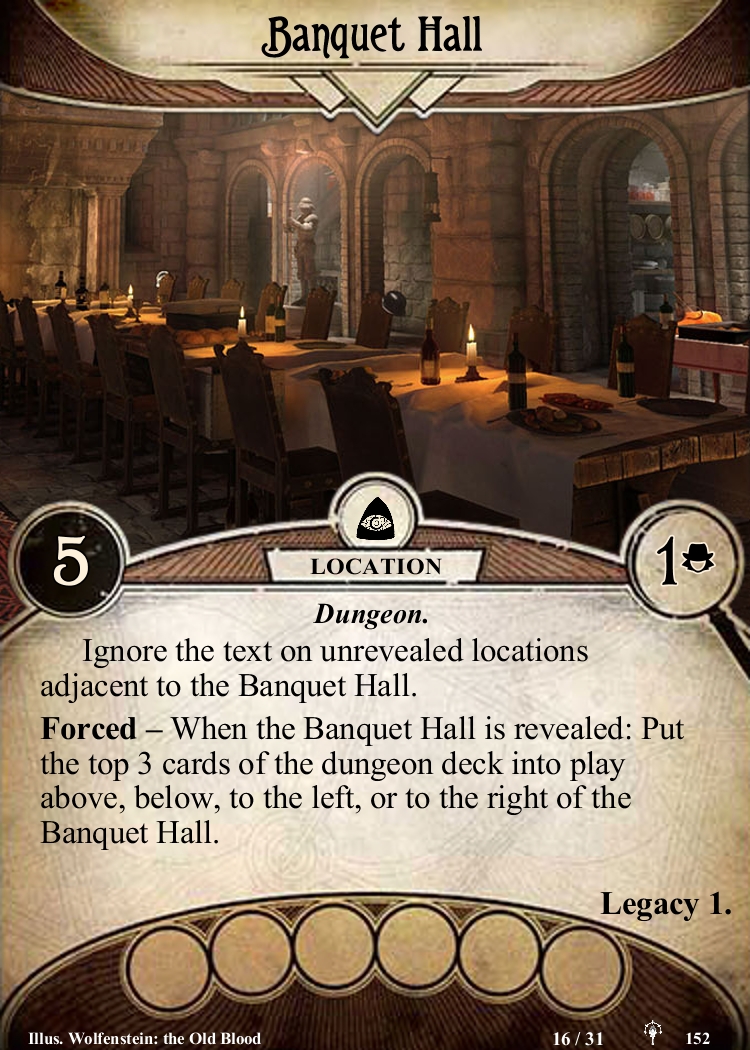 Banquet Hall
5
1
LOCATION
Dungeon.
Ignore the text on unrevealed locations
adjacent to the Banquet Hall.
Forced – When the Banquet Hall is revealed: Put
the top 3 cards of the dungeon deck into play
above, below, to the left, or to the right of the
Banquet Hall.
Legacy 1.
Illus. Wolfenstein: the Old Blood 16 / 31 152